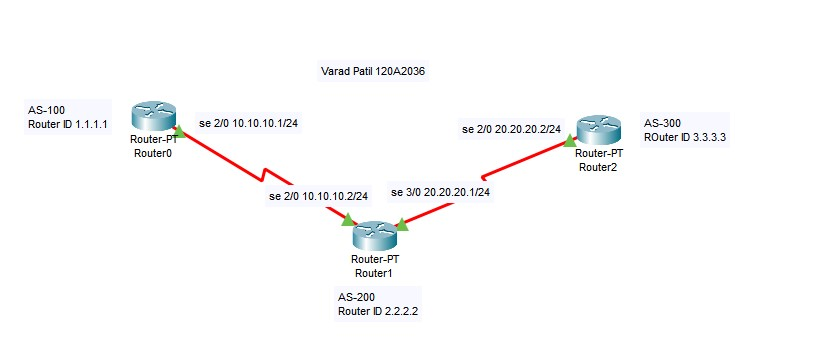 Varad Patil 120A2036
AS-100
Router ID 1.1.1.1
Router-PT
Router0
se 2/0 10.10.10.1/24
se 2/0 20.20.20.2/24
AS-300
ROuter ID 3.3.3.3
Router-PT
Router2
se 2/0 10.10.10.2/24
se 3/0 20.20.20.1/24
Router-PT
Router1
AS-200
Router ID 2.2.2.2